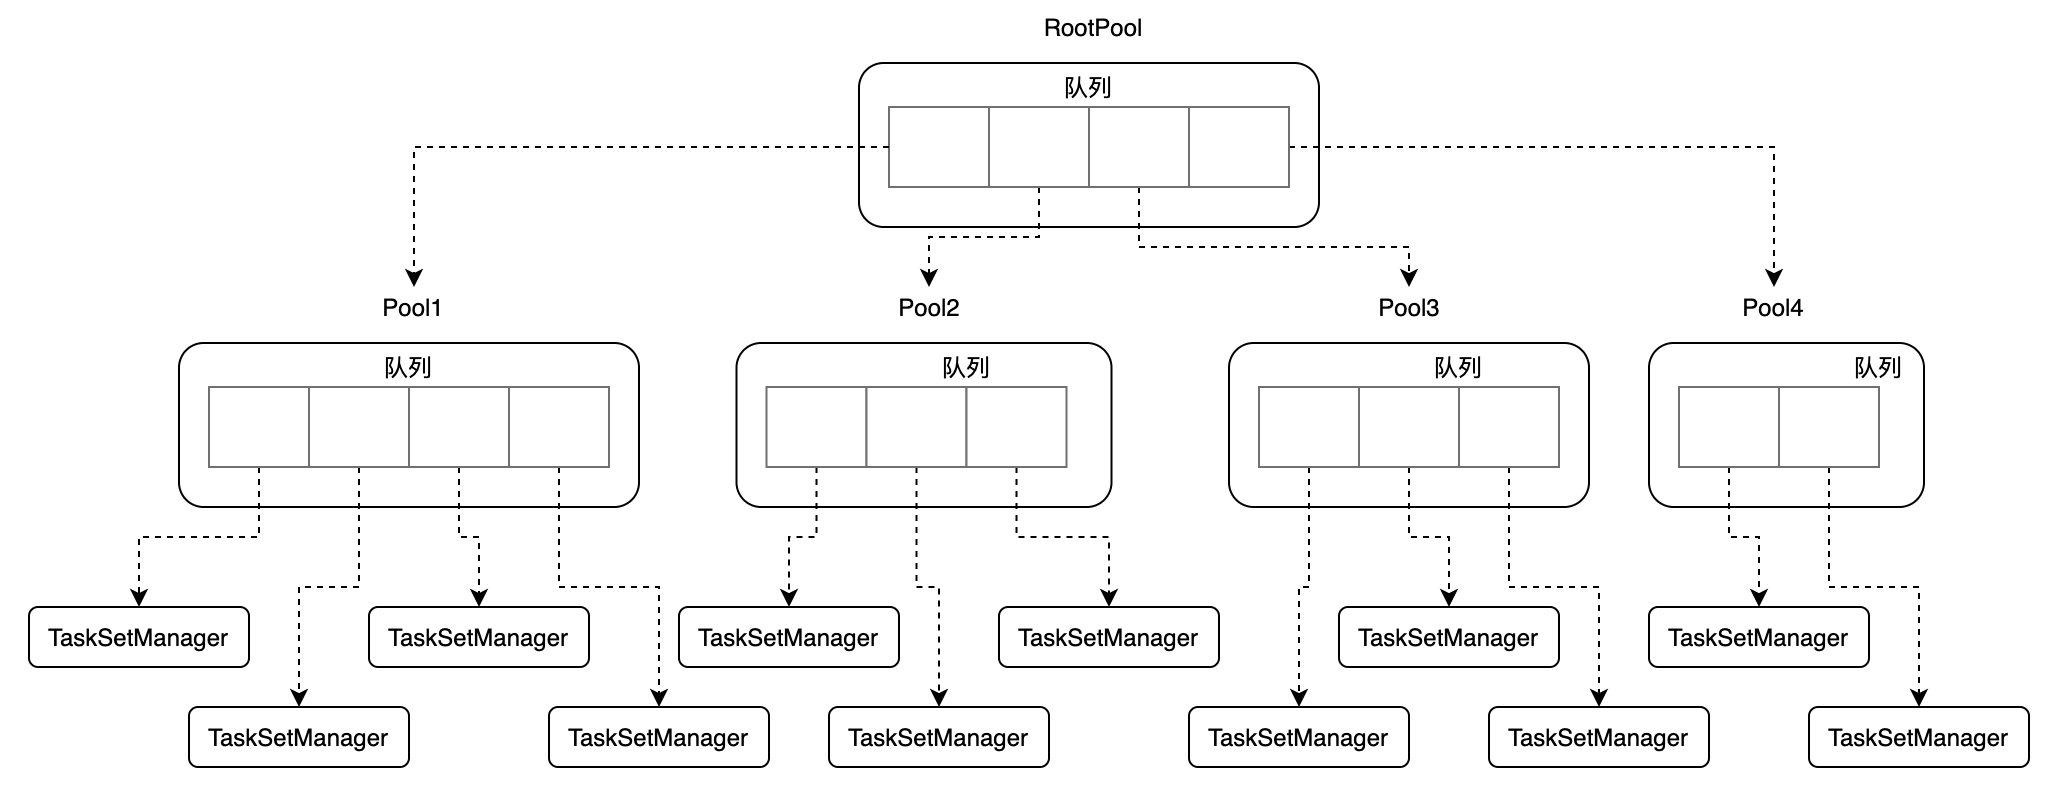 RootPool
队列
Pool1
Pool2
Pool3
Pool4
队列
队列
队列
队列
TaskSetManager
TaskSetManager
TaskSetManager
TaskSetManager
TaskSetManager
TaskSetManager
TaskSetManager
TaskSetManager
TaskSetManager
TaskSetManager
TaskSetManager
TaskSetManager